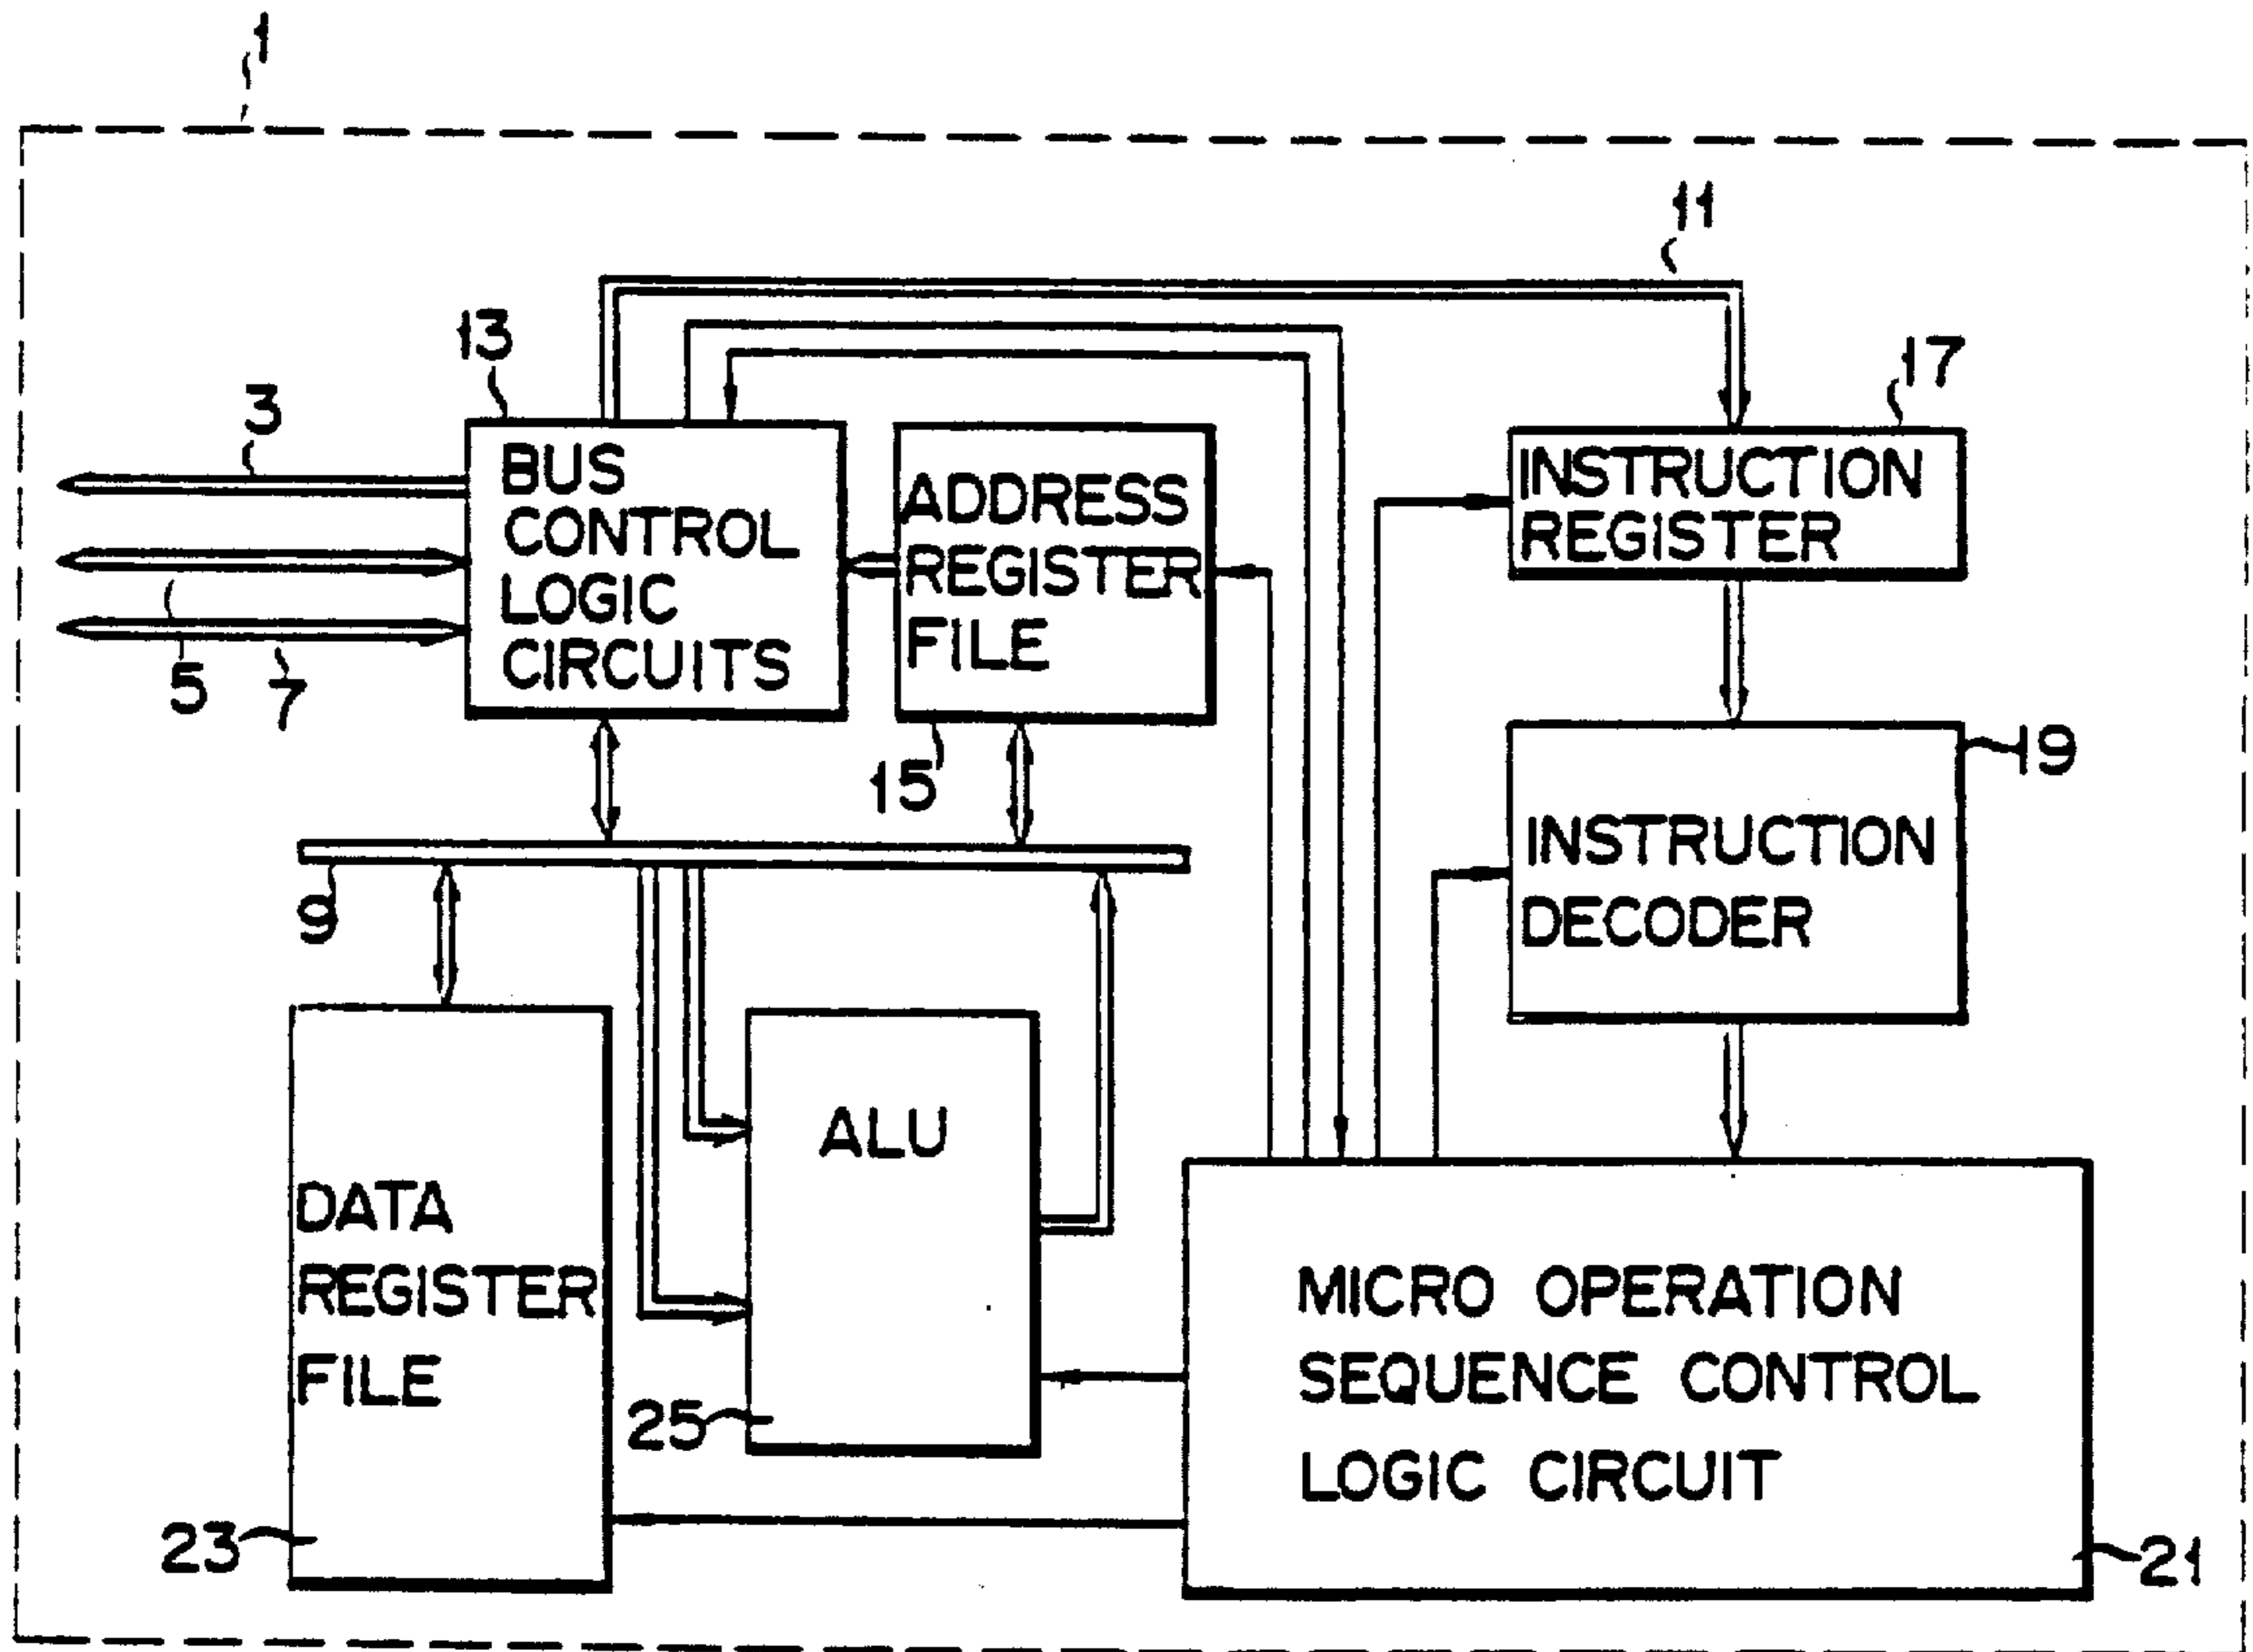 1
11
13
17
3
BUS
CONTROL
LOGIC
CIRCUITS
ADDRESS
REGISTER
FILE
INSTRUCTION
REGISTER
5
7
15
19
INSTRUCTION
DECODER
9
ALU
DATA
REGISTER
FILE
25
MICRO OPERATION
SEQUENCE CONTROL
LOGIC CIRCUIT
23
21